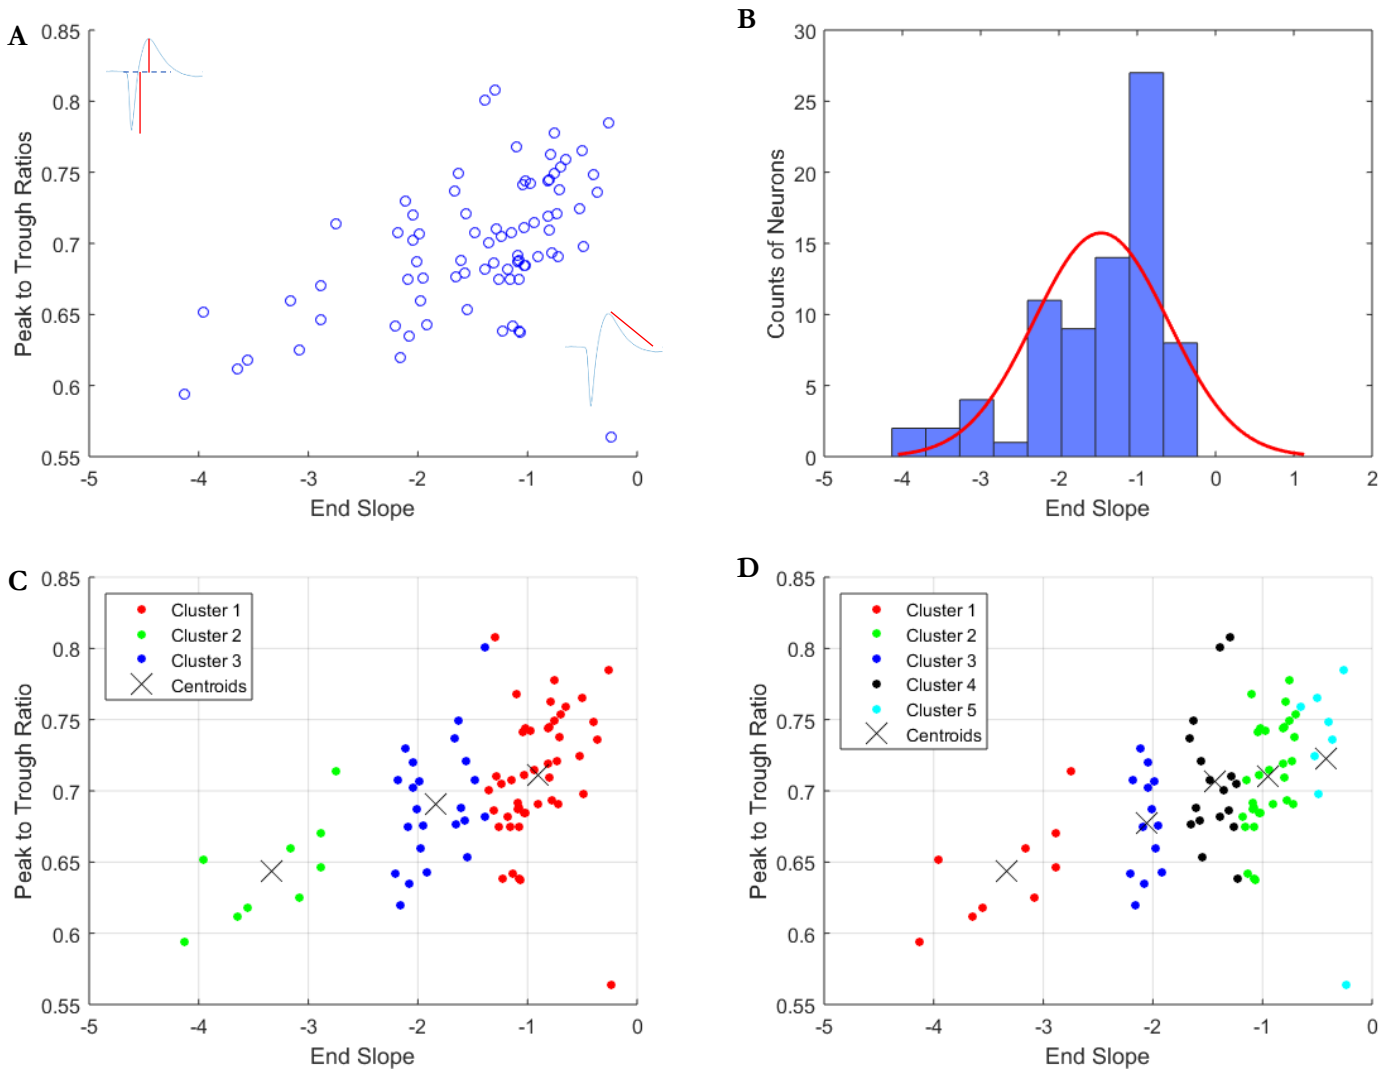 A
0.85
0.8
0.75
0.7
0.65
0.6
0.55
Peak to Trough Ratios
-5 -4 -3 -2 -1 0
End Slope
B
30
25
20
15
10
5
0
Counts of Neurons
-5 -4 -3 -2 -1 0 1 2
End Slope
C
0.85
0.8
0.75
0.7
0.65
0.6
0.55
Peak to Trough Ratio
Cluster 1
Cluster 2
Cluster 3
Centroids
-5 -4 -3 -2 -1 0
End Slope
D
0.85
0.8
0.75
0.7
0.65
0.6
0.55
Peak to Trough Ratio
Cluster 1
Cluster 2
Cluster 3
Cluster 4
Cluster 5
Centroids
-5 -4 -3 -2 -1 0
End Slope